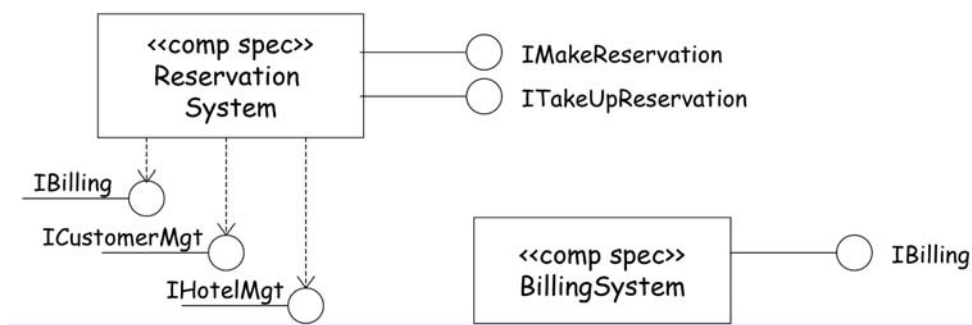 <<comp spec>>
Reservation
System
IMakeReservation
ITakeUpReservation
IBilling
ICustomerMgt
IHotelMgt
<<comp spec>>
BillingSystem
IBilling